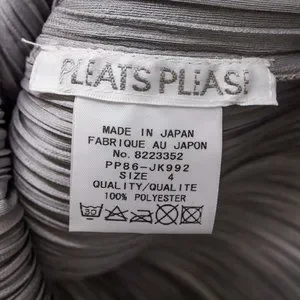 PLEATS PLEASE
MADE IN JAPAN
FABRIQUE AU JAPON
No. 8223352
PP86-JK992
SIZE 4
QUALITY/QUALITE
100% POLYESTER
30